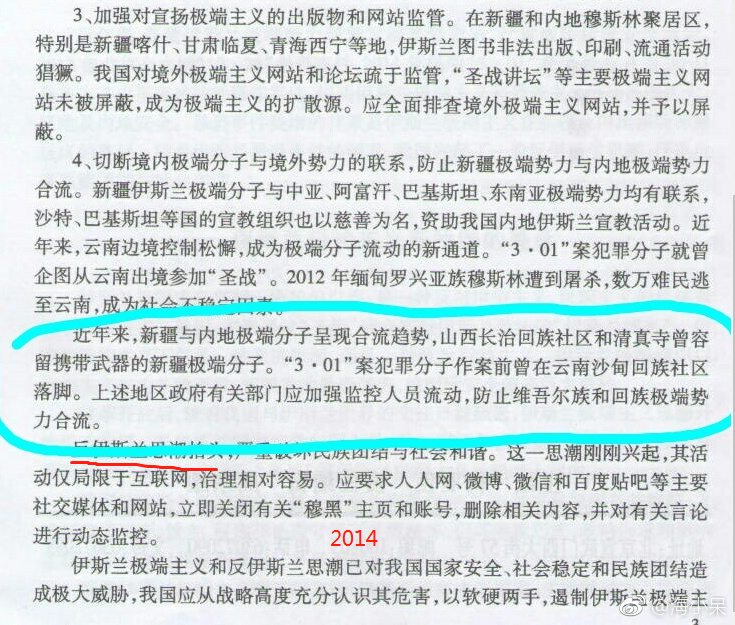 3、加强对宣扬极端主义的出版物和网站监管。在新疆和内地穆斯林聚居区，
特别是新疆喀什、甘肃临夏、青海西宁等地，伊斯兰图书非法出版、印刷、流通活动
猖獗。我国对境外极端主义网站和论坛疏于监管，“圣战讲坛”等主要极端主义网
站未被屏蔽，成为极端主义的扩散源。应全面排查境外极端主义网站，并予以屏
蔽。
4、切断境内极端分子与境外势力的联系，防止新疆极端势力与内地极端势力
合流。新疆伊斯兰极端分子与中亚、阿富汗、巴基斯坦、东南亚极端势力均有联系，
沙特、巴基斯坦等国的宣教组织也以慈善为名，资助我国内地伊斯兰宣教活动。近
年来，云南边境控制松懈，成为极端分子流动的新通道。“3·01”案犯罪分子就曾
企图从云南出境参加“圣战”。2012年缅甸罗兴亚族穆斯林遭到屠杀，数万难民逃
至云南，成为社会不稳定因素。
近年来，新疆与内地极端分子呈现合流趋势，山西长治回族社区和清真寺曾容
留携带武器的新疆极端分子。“3·01”案犯罪分子作案前曾在云南沙甸回族社区
落脚。上述地区政府有关部门应加强监控人员流动，防止维吾尔族和回族极端势
力合流。
反伊斯兰思潮抬头，严重破坏民族团结与社会和谐。这一思潮刚刚兴起，其活
动仅局限于互联网，治理相对容易。应要求人人网、微博、微信和百度贴吧等主要
社交媒体和网站，立即关闭有关“穆黑”主页和账号，删除相关内容，并对有关言论
进行动态监控。
2014
伊斯兰极端主义和反伊斯兰思潮已对我国国家安全、社会稳定和民族团结造
成极大威胁，我国应从战略高度充分认识其危害，以软硬两手，遏制伊斯兰极端主
3